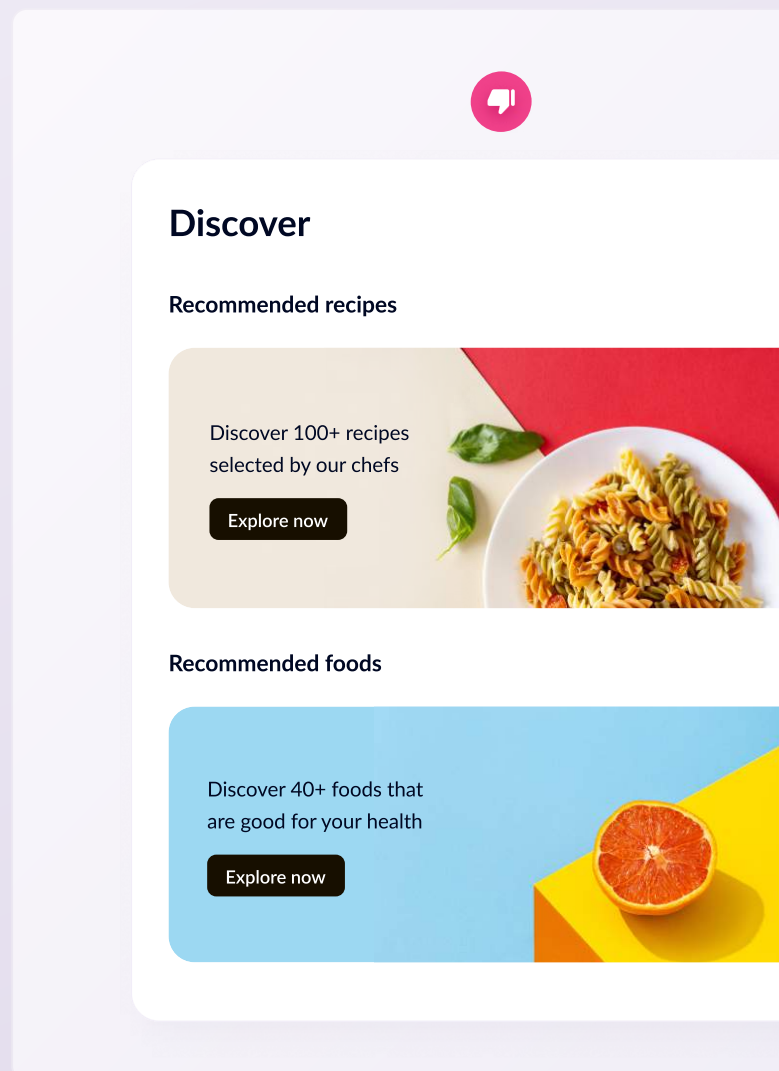 Discover
Recommended recipes
Discover 100+ recipes
selected by our chefs
Explore now
Recommended foods
Discover 40+ foods that
are good for your health
Explore now